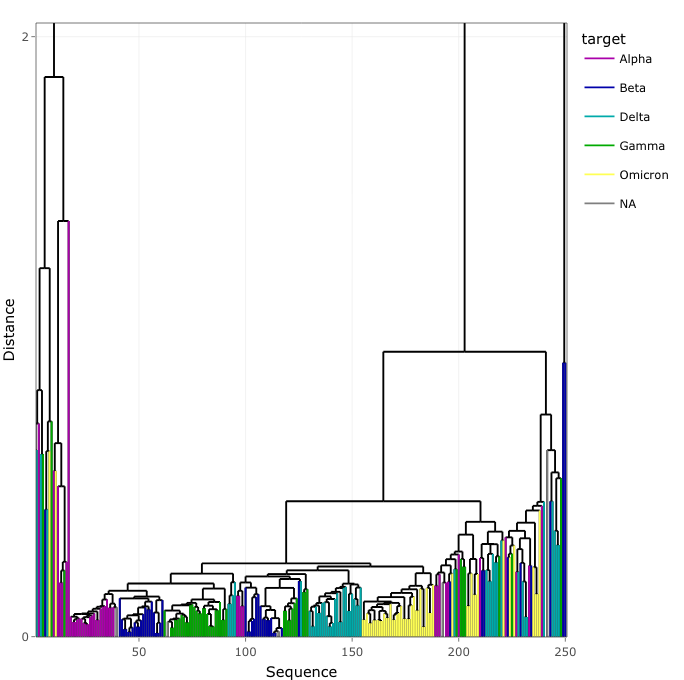 2
0
Distance
50
100
150
200
250
Sequence
target
Alpha
Beta
Delta
Gamma
Omicron
NA